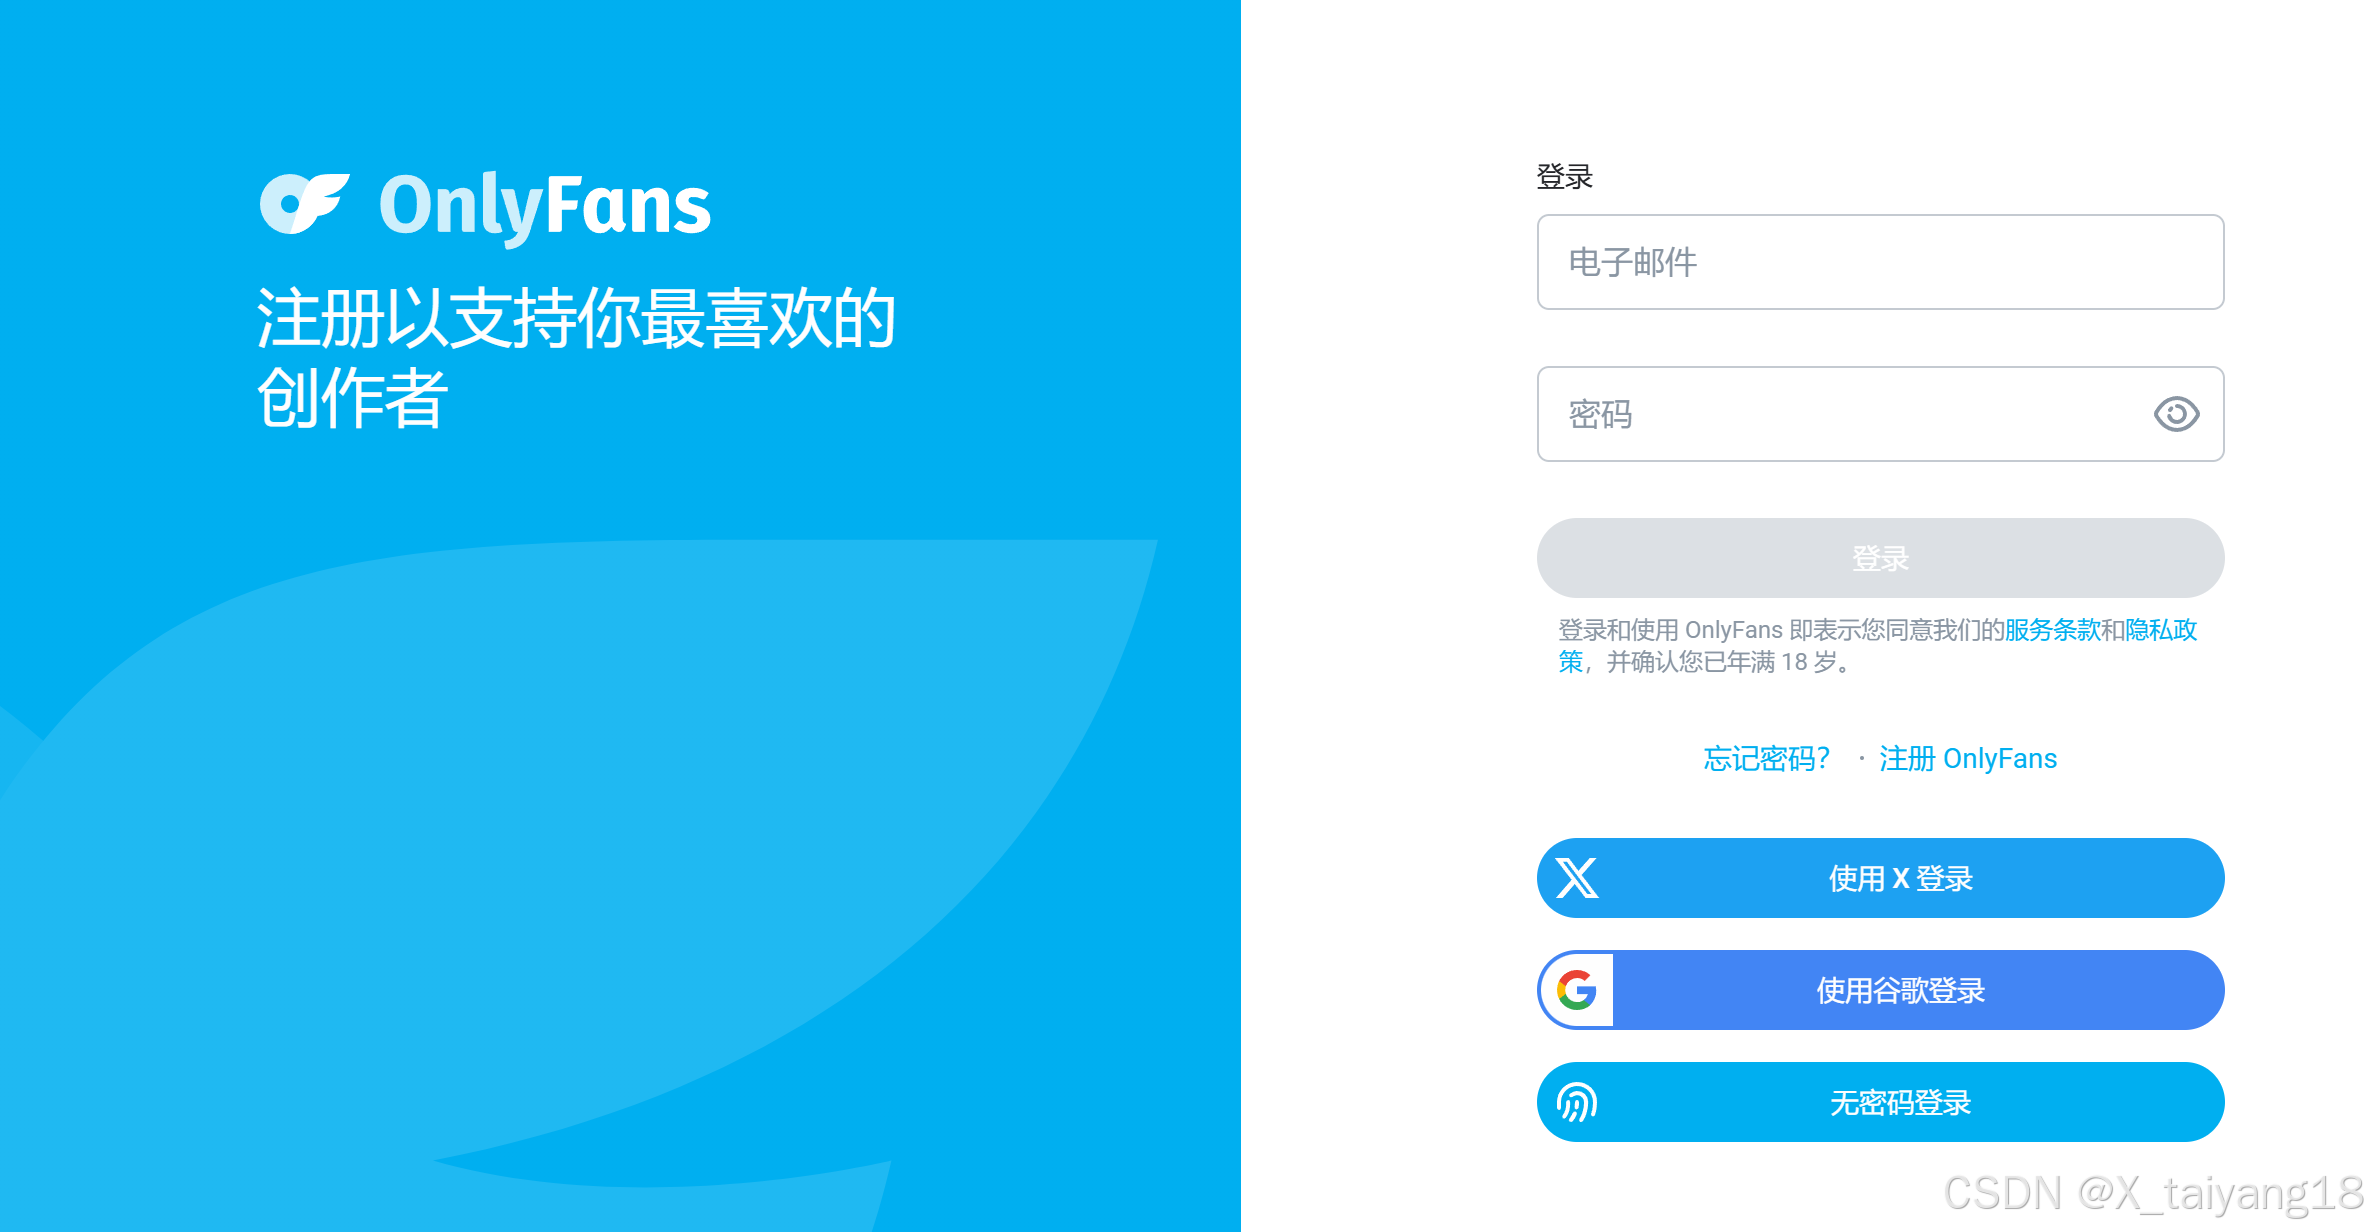 OnlyFans
注册以支持你最喜欢的
创作者
登录
电子邮件
密码
登录
登录和使用 OnlyFans 即表示您同意我们的服务条款和隐私政
策，并确认您已年满 18 岁。
忘记密码？ · 注册 OnlyFans
使用 X 登录
使用谷歌登录
无密码登录
CSDN @X_taiyang18